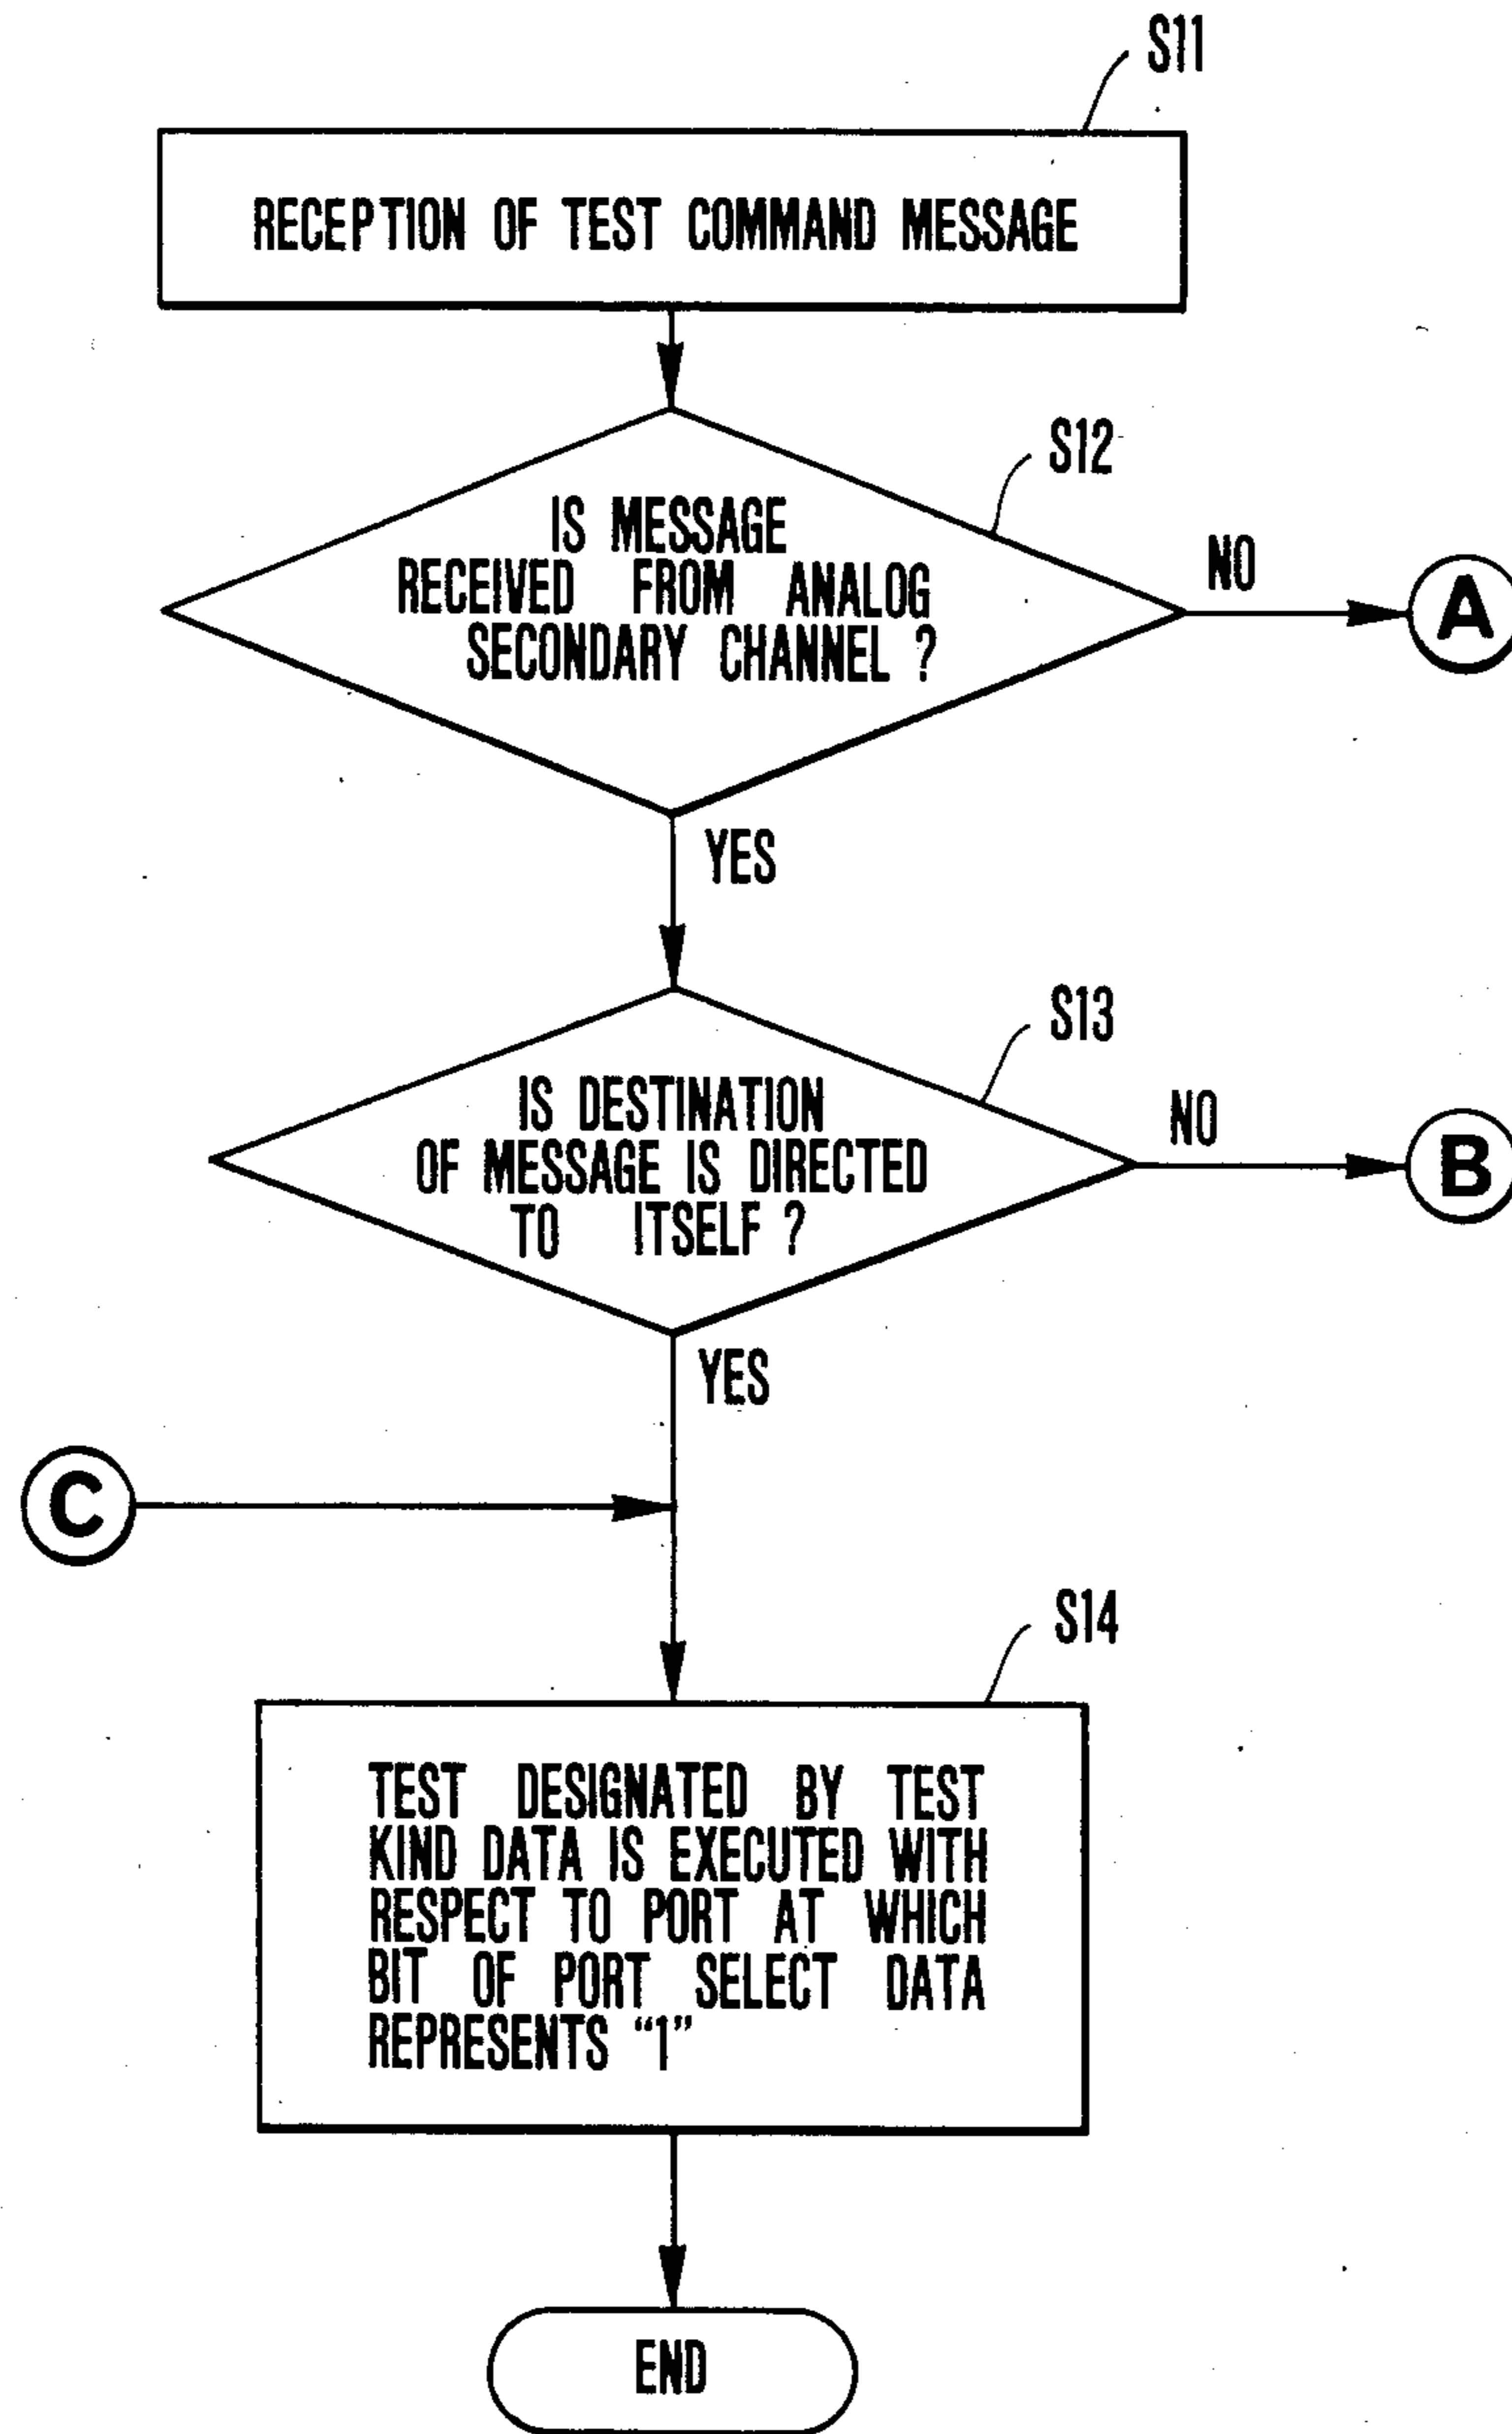 S11
RECEPTION OF TEST COMMAND MESSAGE
S12
IS MESSAGE
RECEIVED FROM ANALOG
SECONDARY CHANNEL ?
NO
A
YES
S13
IS DESTINATION
OF MESSAGE IS DIRECTED
TO ITSELF ?
NO
B
YES
C
S14
TEST DESIGNATED BY TEST
KIND DATA IS EXECUTED WITH
RESPECT TO PORT AT WHICH
BIT OF PORT SELECT DATA
REPRESENTS “1”
END